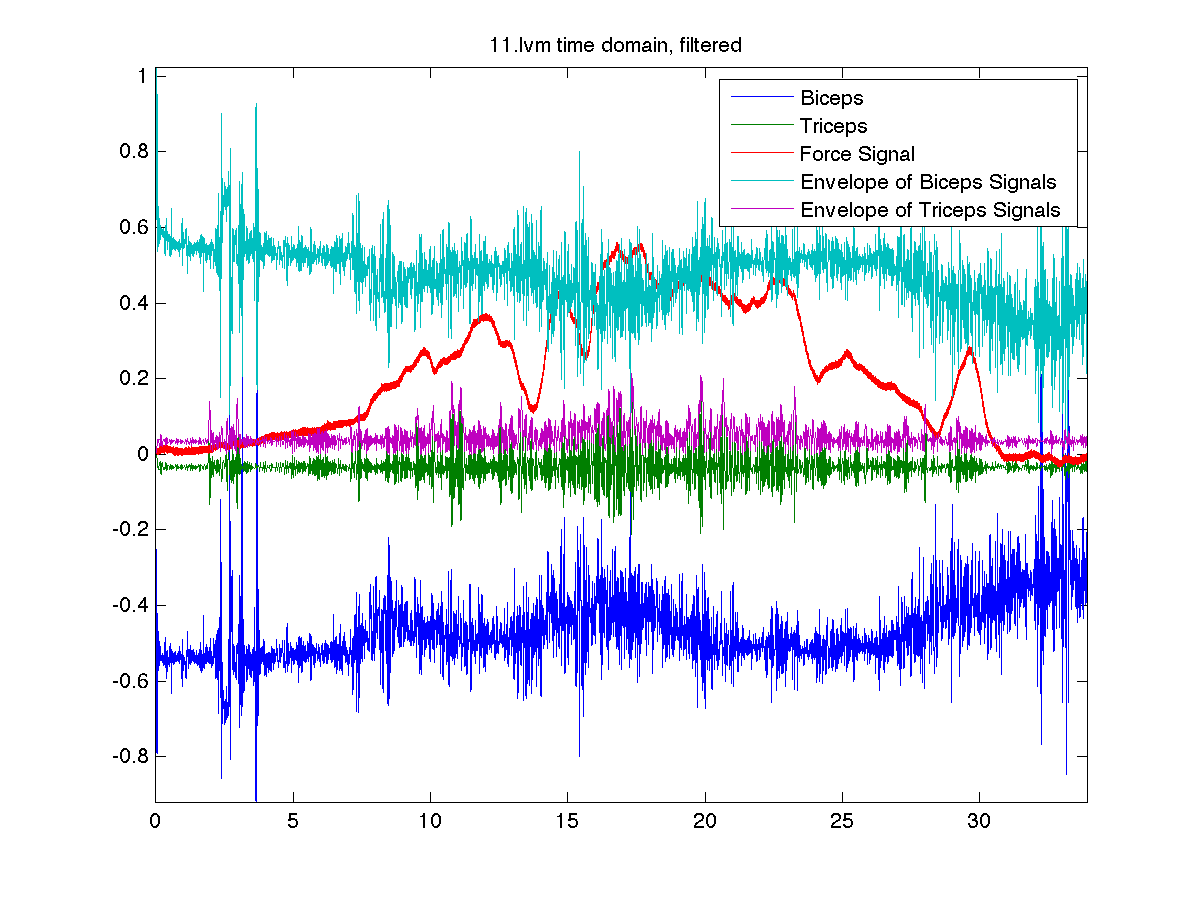 11.lvm time domain, filtered
1
0.8
0.6
0.4
0.2
0
-0.2
-0.4
-0.6
-0.8
Biceps
Triceps
Force Signal
Envelope of Biceps Signals
Envelope of Triceps Signals
0 5 10 15 20 25 30